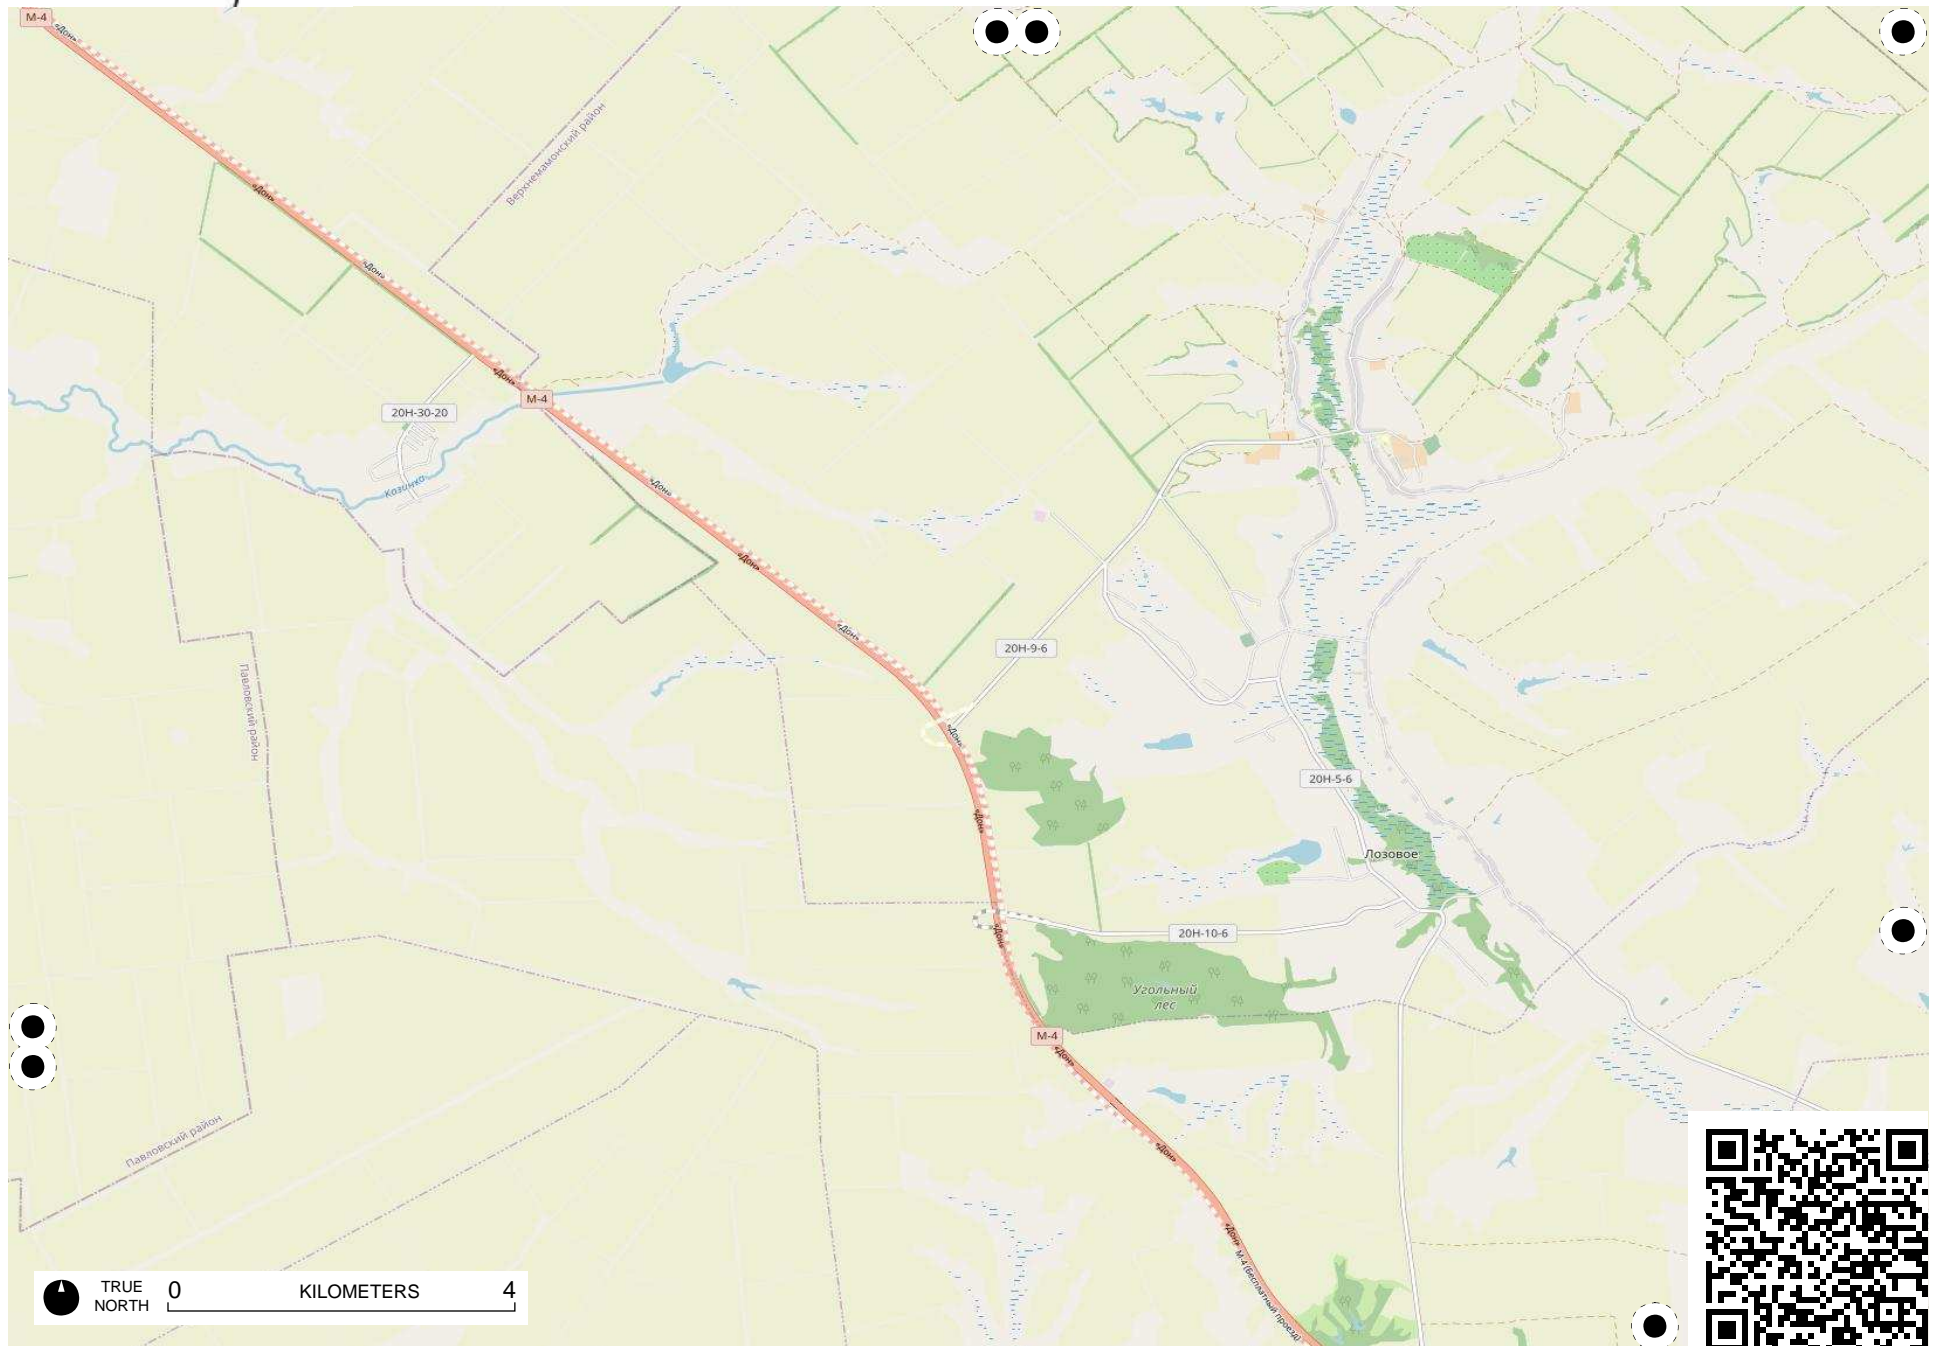 М-4
«Дон»
Верхнемамонский район
«Дон»
«Дон»
«Дон»
М-4
20Н-30-20
Козинка
«Дон»
«Дон»
«Дон»
20Н-9-6
Павловский район
«Дон»
20Н-5-6
«Дон»
Лозовое
20Н-10-6
«Дон»
Угольный
лес
М-4
«Дон»
Павловский район
«Дон»
«Дон»
М-4 (бесплатный проезд)
TRUE
NORTH
0 KILOMETERS 4